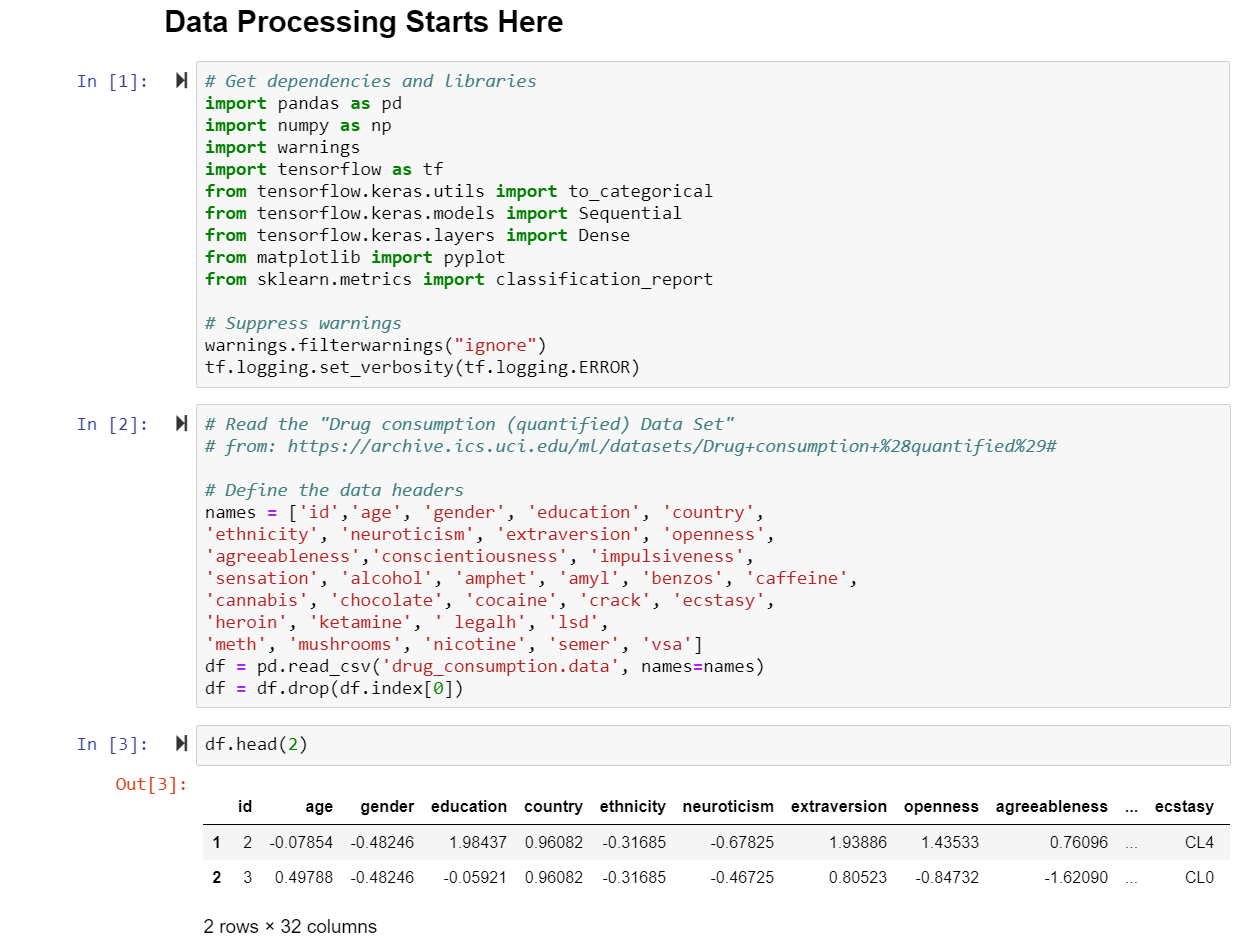 Data Processing Starts Here
In [1]:
# Get dependencies and libraries
import pandas as pd
import numpy as np
import warnings
import tensorflow as tf
from tensorflow.keras.utils import to_categorical
from tensorflow.keras.models import Sequential
from tensorflow.keras.layers import Dense
from matplotlib import pyplot
from sklearn.metrics import classification_report
# Suppress warnings
warnings.filterwarnings("ignore")
tf.logging.set_verbosity(tf.logging.ERROR)
In [2]:
# Read the "Drug consumption (quantified) Data Set"
# from: https://archive.ics.uci.edu/ml/datasets/Drug+consumption+%28quantified%29#
# Define the data headers
names = ['id','age', 'gender', 'education', 'country',
'ethnicity', 'neuroticism', 'extraversion', 'openness',
'agreeableness','conscientiousness', 'impulsiveness',
'sensation', 'alcohol', 'amphet', 'amyl', 'benzos', 'caffeine',
'cannabis', 'chocolate', 'cocaine', 'crack', 'ecstasy',
'heroin', 'ketamine', ' legalh', 'lsd',
'meth', 'mushrooms', 'nicotine', 'semer', 'vsa']
df = pd.read_csv('drug_consumption.data', names=names)
df = df.drop(df.index[0])
In [3]:
df.head(2)
Out[3]:
id age gender education country ethnicity neuroticism extraversion openness agreeableness ... ecstasy
1 2 -0.07854 -0.48246 1.98437 0.96082 -0.31685 -0.67825 1.93886 1.43533 0.76096 ... CL4
2 3 0.49788 -0.48246 -0.05921 0.96082 -0.31685 -0.46725 0.80523 -0.84732 -1.62090 ... CL0
2 rows × 32 columns